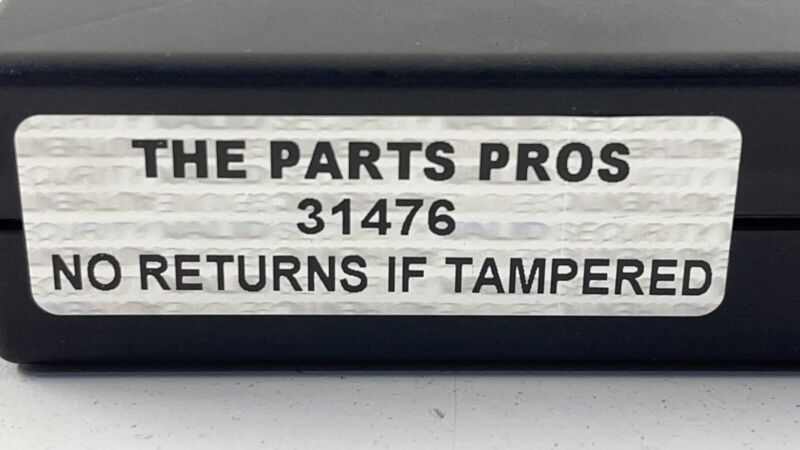 THE PARTS PROS
31476
NO RETURNS IF TAMPERED